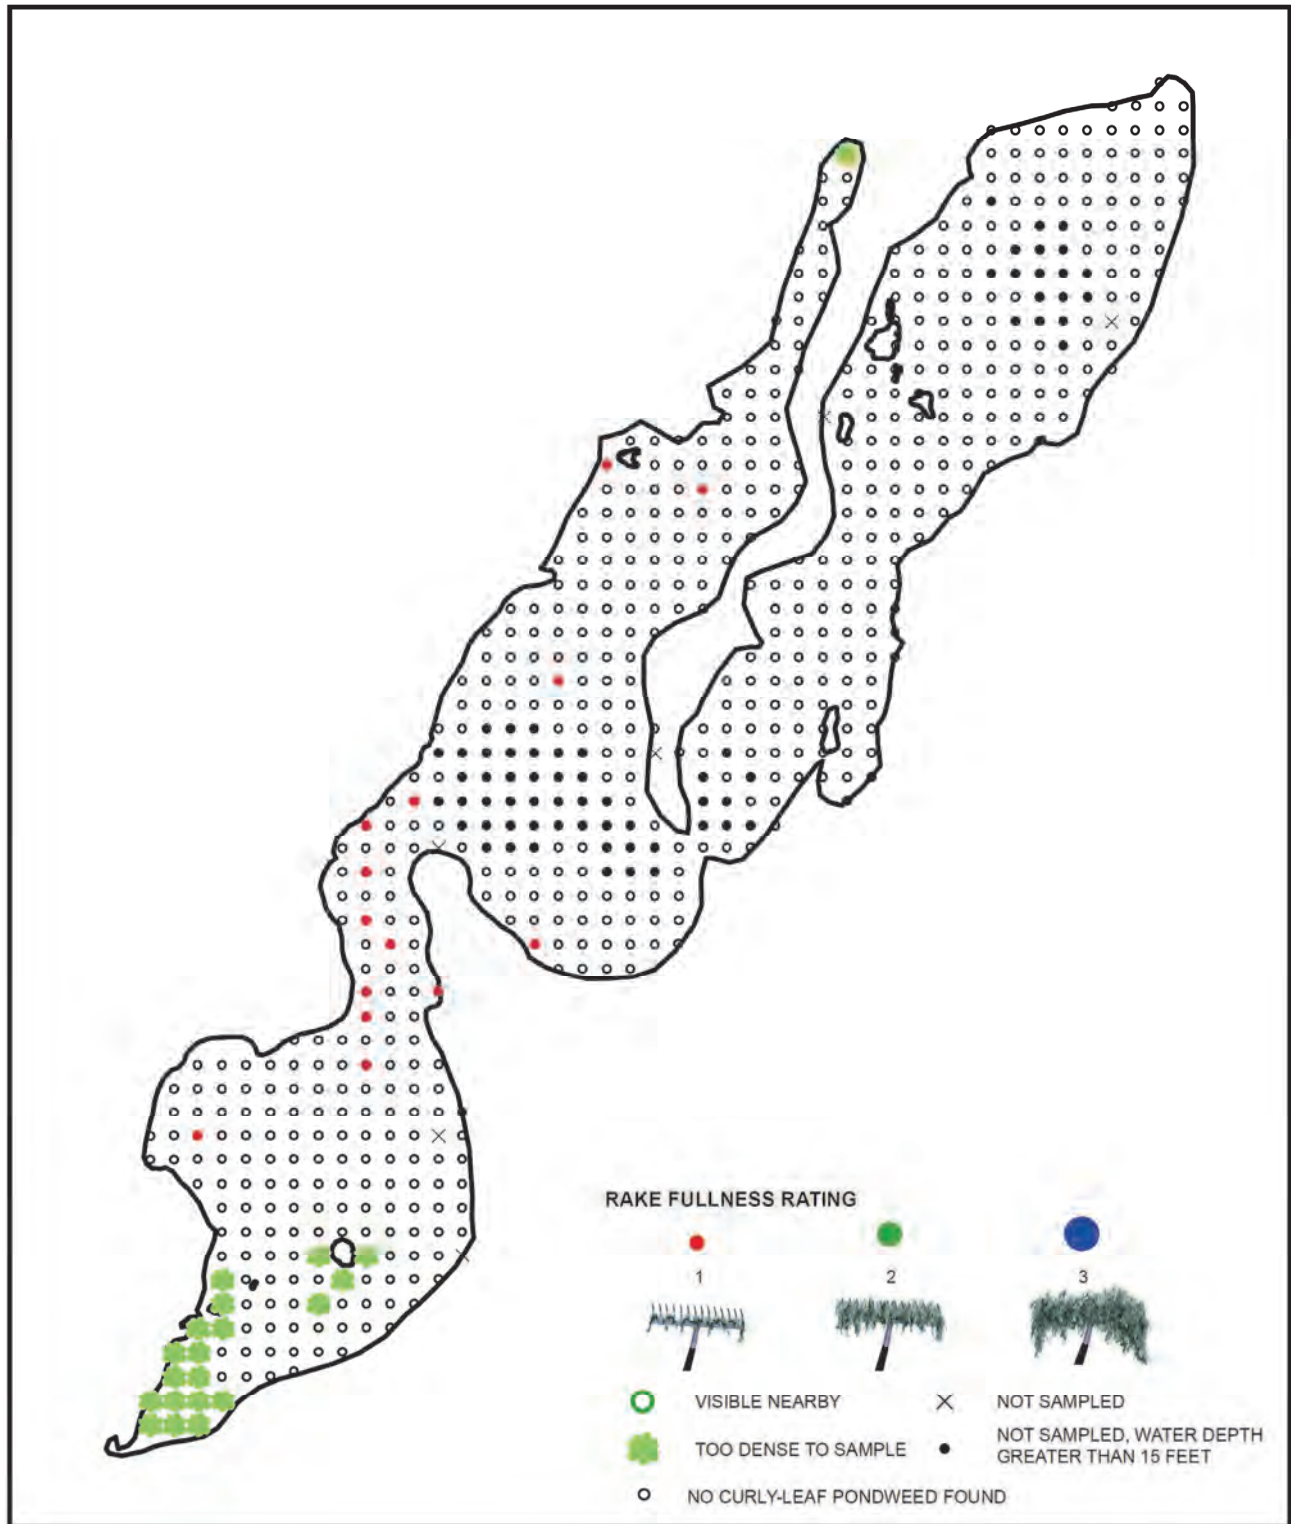 RAKE FULLNESS RATING
1 2 3
VISIBLE NEARBY
NOT SAMPLED
TOO DENSE TO SAMPLE
NOT SAMPLED, WATER DEPTH
GREATER THAN 15 FEET
NO CURLY-LEAF PONDWEED FOUND